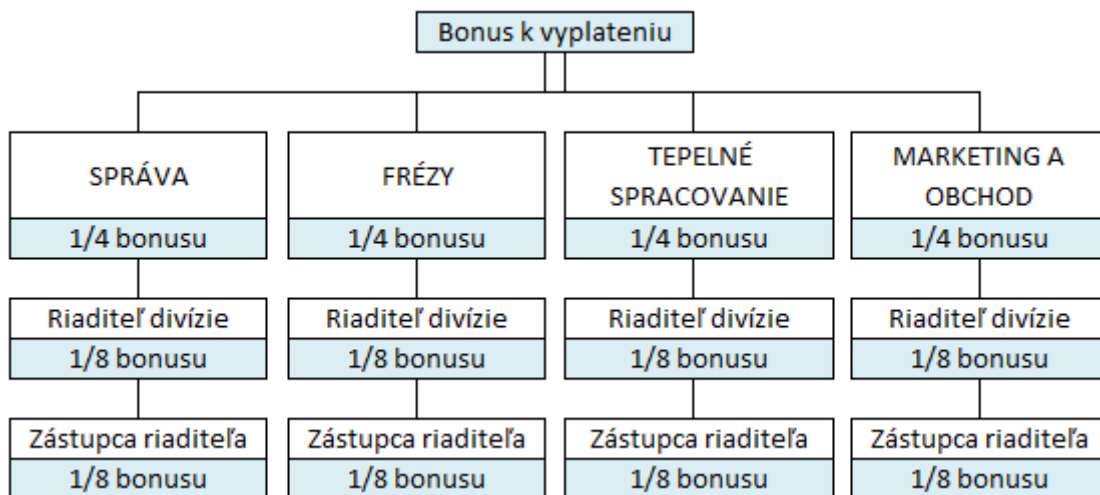 Bonus k vyplateniu
SPRÁVA
1/4 bonusu
FRÉZY
1/4 bonusu
TEPELNÉ
SPRACOVANIE
1/4 bonusu
MARKETING A
OBCHOD
1/4 bonusu
Riaditeľ divízie
1/8 bonusu
Riaditeľ divízie
1/8 bonusu
Riaditeľ divízie
1/8 bonusu
Riaditeľ divízie
1/8 bonusu
Zástupca riaditeľa
1/8 bonusu
Zástupca riaditeľa
1/8 bonusu
Zástupca riaditeľa
1/8 bonusu
Zástupca riaditeľa
1/8 bonusu